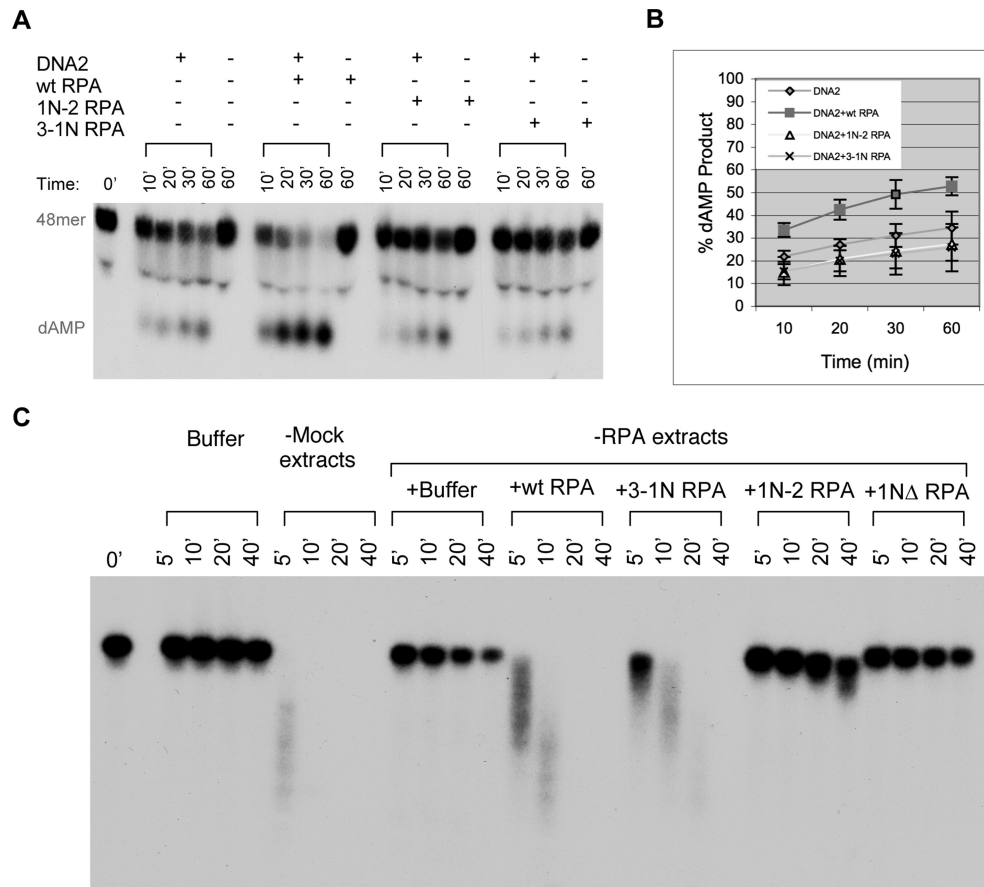 A
DNA2 + - + - + - + -
wt RPA - - + + - - - -
1N-2 RPA - - - - + + - -
3-1N RPA - - - - - - + +
Time: 0' 10' 20' 30' 60' 60' 10' 20' 30' 60' 60' 10' 20' 30' 60' 60' 10' 20' 30' 60' 60'
48mer
dAMP
B
% dAMP Product
100
90
80
70
60
50
40
30
20
10
0
DNA2
DNA2+wt RPA
DNA2+1N-2 RPA
DNA2+3-1N RPA
10 20 30 60
Time (min)
C
Buffer
-Mock
extracts
-RPA extracts
+Buffer +wt RPA +3-1N RPA +1N-2 RPA +1NΔ RPA
0' 5' 10' 20' 40' 5' 10' 20' 40' 5' 10' 20' 40' 5' 10' 20' 40' 5' 10' 20' 40' 5' 10' 20' 40' 5' 10' 20' 40'